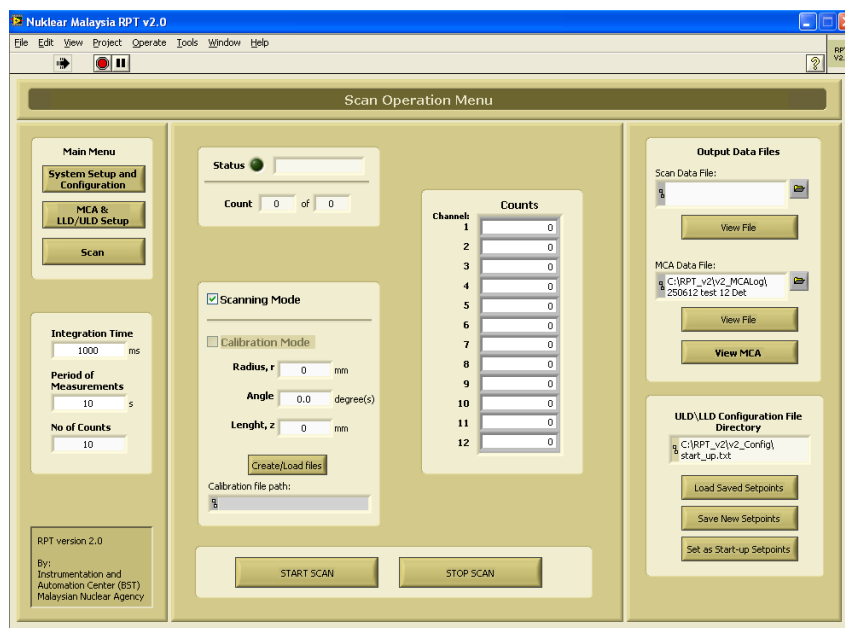 Nuklear Malaysia RPT v2.0
File Edit View Project Operate Tools Window Help
?
RP
V2.
Scan Operation Menu
Main Menu
System Setup and
Configuration
MCA &
LLD/ULD Setup
Scan
Integration Time
1000 ms
Period of
Measurements
10 s
No of Counts
10
RPT version 2.0
By:
Instrumentation and
Automation Center (BST)
Malaysian Nuclear Agency
Status
Count 0 of 0
Scanning Mode
Calibration Mode
Radius, r 0 mm
Angle 0.0 degree(s)
Lenght, z 0 mm
Create/Load files
Calibration file path:
Counts
Channel:
1 0
2 0
3 0
4 0
5 0
6 0
7 0
8 0
9 0
10 0
11 0
12 0
START SCAN STOP SCAN
Output Data Files
Scan Data File:
View File
MCA Data File:
C:\RPT_v2\v2_MCALog\
250612 test 12 Det
View File
View MCA
ULD\LLD Configuration File
Directory
C:\RPT_v2\v2_Config\
start_up.txt
Load Saved Setpoints
Save New Setpoints
Set as Start-up Setpoints